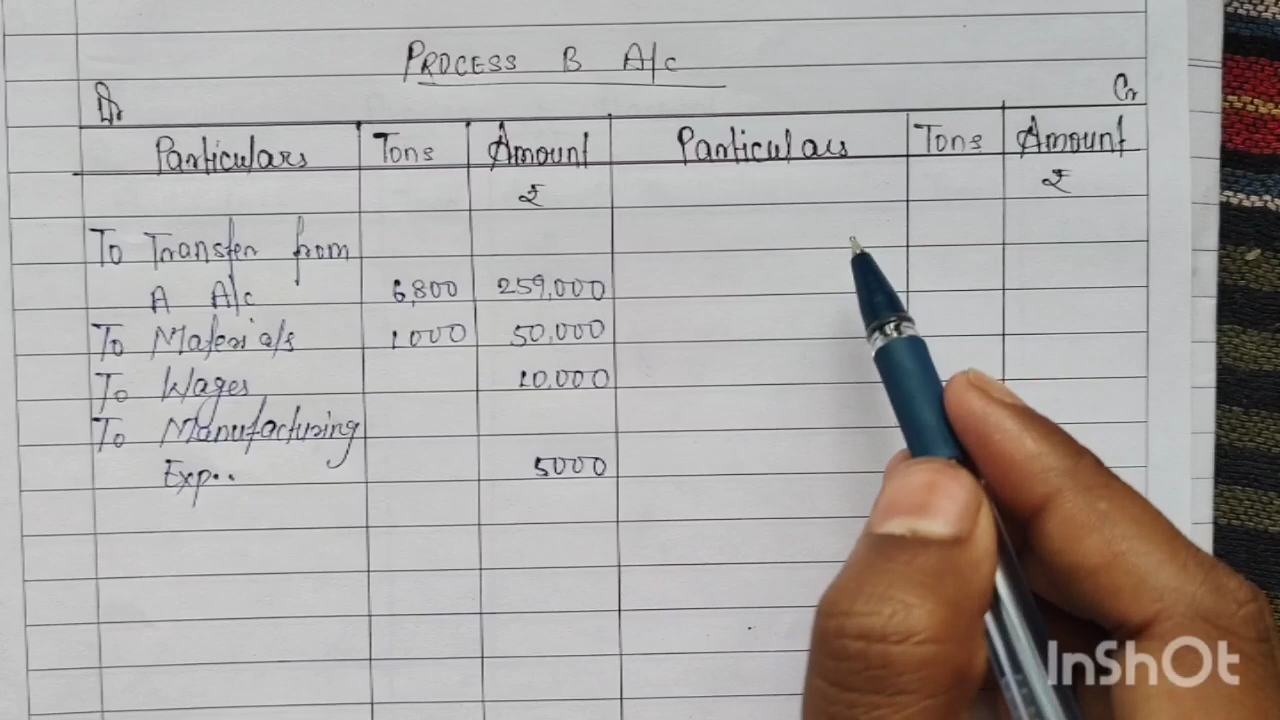 PROCESS B A/c
Dr Cr
Particulars Tons Amount Particulars Tons Amount
₹ ₹
To Transfer from
A A/c 6,800 259,000
To Materials 1000 50,000
To Wages 10,000
To Manufacturing
Exp.. 5000
InShOt